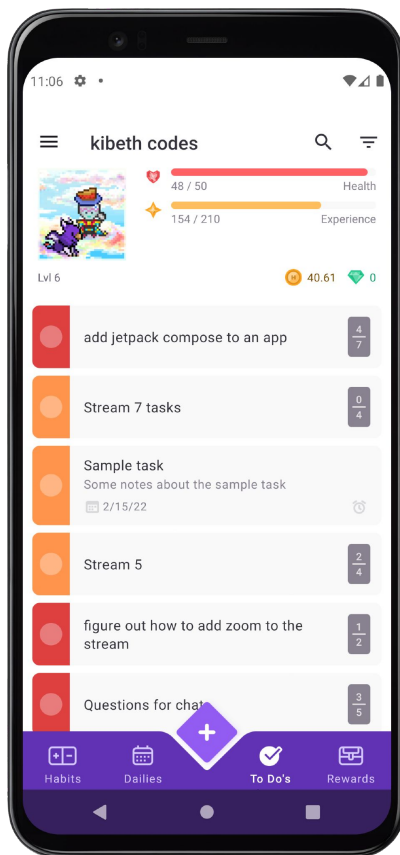 11:06
kibeth codes
48 / 50 Health
154 / 210 Experience
Lvl 6 40.61 0
add jetpack compose to an app
4
7
Stream 7 tasks
0
4
Sample task
Some notes about the sample task
2/15/22
Stream 5
2
4
figure out how to add zoom to the
stream
1
2
Questions for chat
3
5
Habits Dailies To Do's Rewards